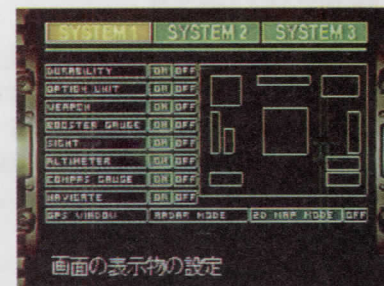 SYSTEM 1 SYSTEM 2 SYSTEM 3
DURABILITY ON OFF
OPTION UNIT ON OFF
WEAPON ON OFF
BOOSTER GAUGE ON OFF
SIGHT ON OFF
ALTIMETER ON OFF
COMPAS GAUGE ON OFF
NAVIGATE ON OFF
GPS WINDOW RADAR MODE 2D MAP MODE OFF
画面の表示物の設定